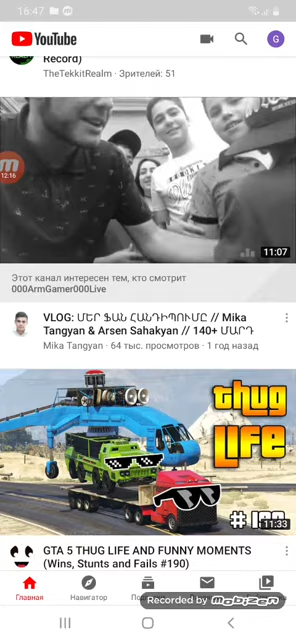 16:47
YouTube
G
Record)
TheTekkitRealm · Зрителей: 51
12:16
11:07
Этот канал интересен тем, кто смотрит
000ArmGamer000Live
VLOG: ՄԵՐ ՖԱՆ ՀԱՆԴԻՊՈՒՄԸ // Mika
Tangyan & Arsen Sahakyan // 140+ ՄԱՐԴ
Mika Tangyan · 64 тыс. просмотров · 1 год назад
thug
LIFE
11:33
GTA 5 THUG LIFE AND FUNNY MOMENTS
(Wins, Stunts and Fails #190)
Главная
Навигатор
Recorded by Mobizen